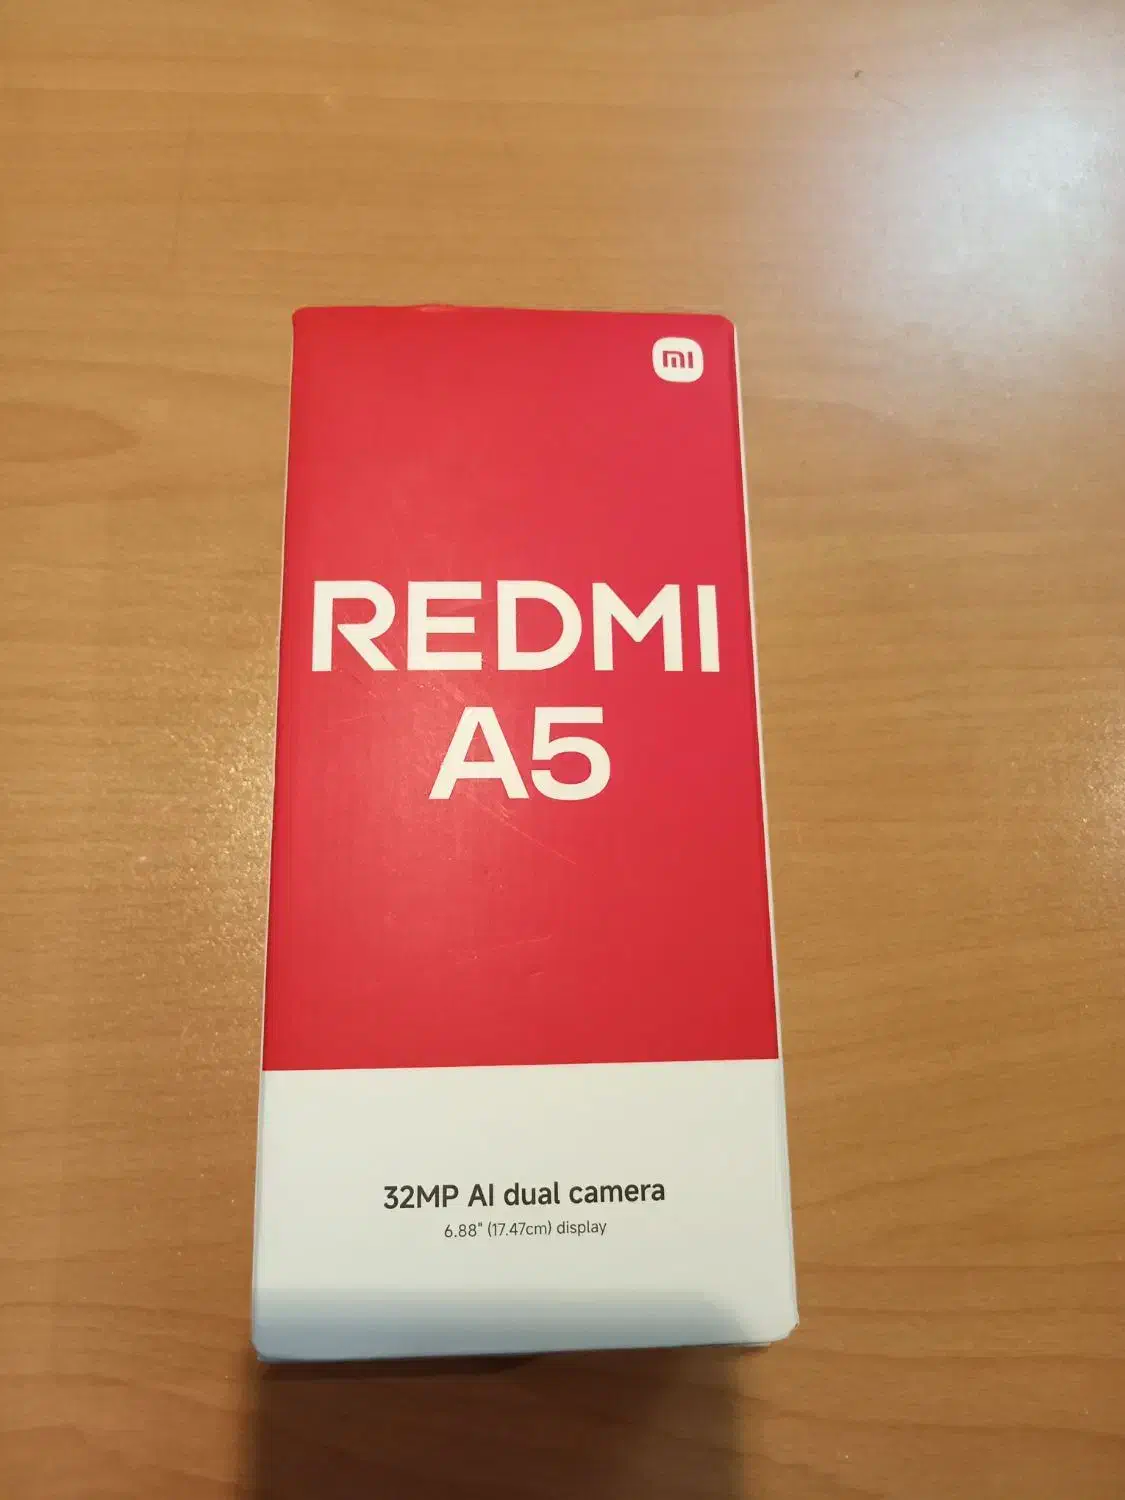 mi
REDMI
A5
32MP AI dual camera
6.88" (17.47cm) display